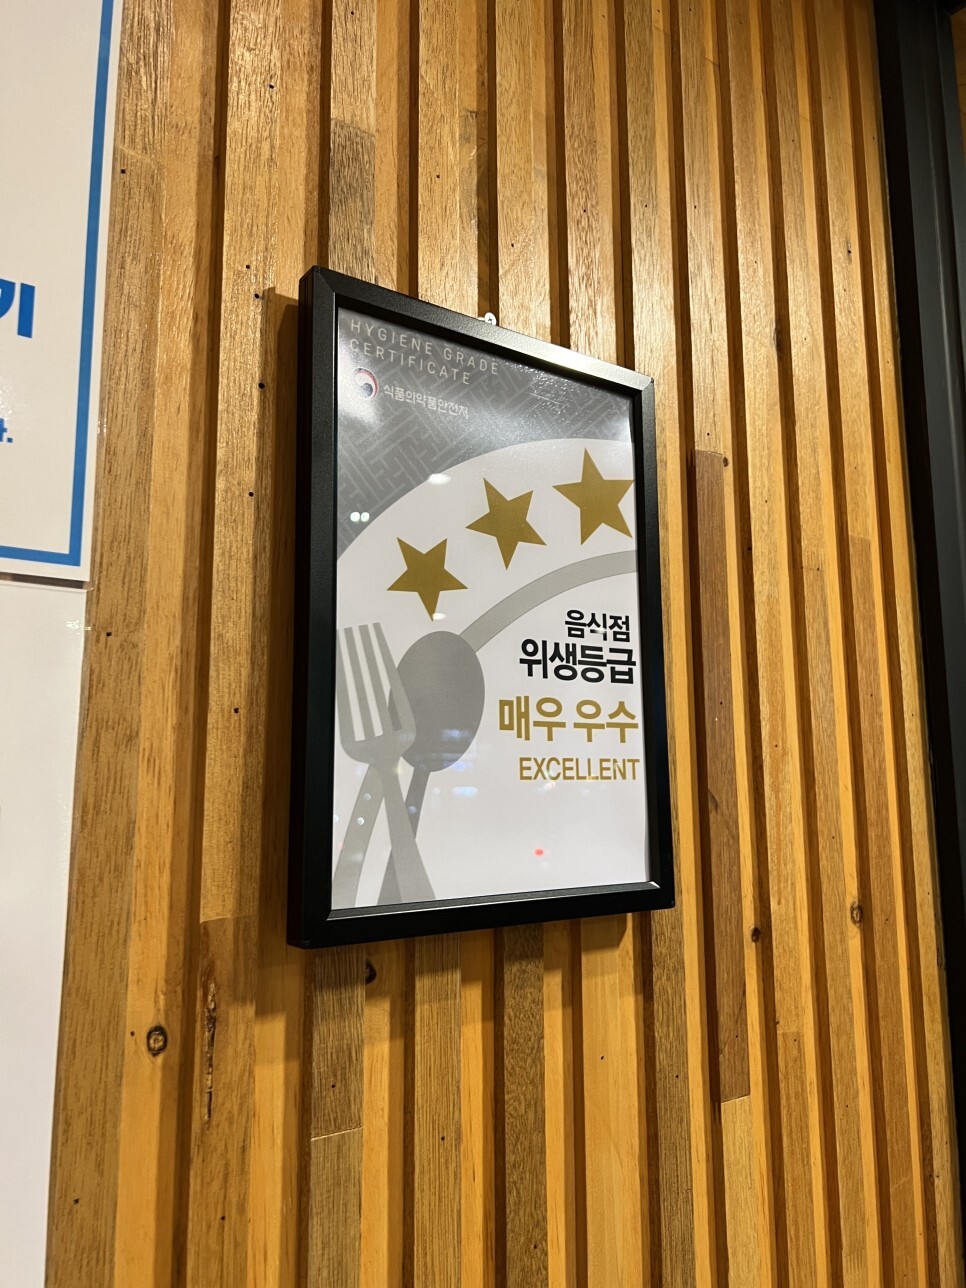 기
.
HYGIENE GRADE
CERTIFICATE
식품의약품안전처
음식점
위생등급
매우 우수
EXCELLENT